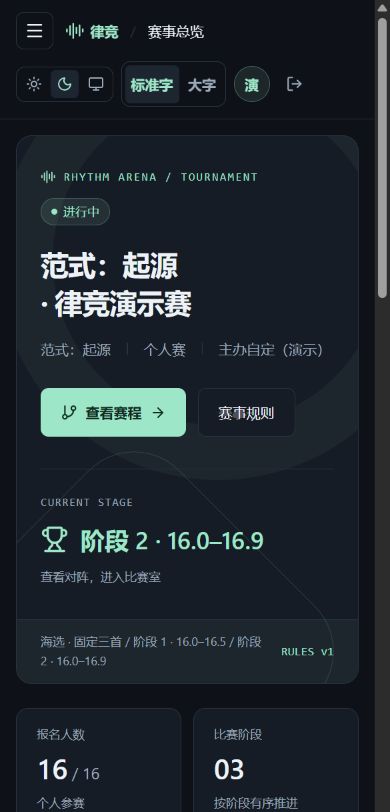 律竞 / 赛事总览
标准字 大字 演
RHYTHM ARENA / TOURNAMENT
进行中
范式：起源
· 律竞演示赛
范式：起源 个人赛 主办自定（演示）
查看赛程 → 赛事规则
CURRENT STAGE
阶段 2 · 16.0–16.9
查看对阵，进入比赛室
海选 · 固定三首 / 阶段 1 · 16.0–16.5 / 阶段
2 · 16.0–16.9
RULES v1
报名人数
16 / 16
个人参赛
比赛阶段
03
按阶段有序推进